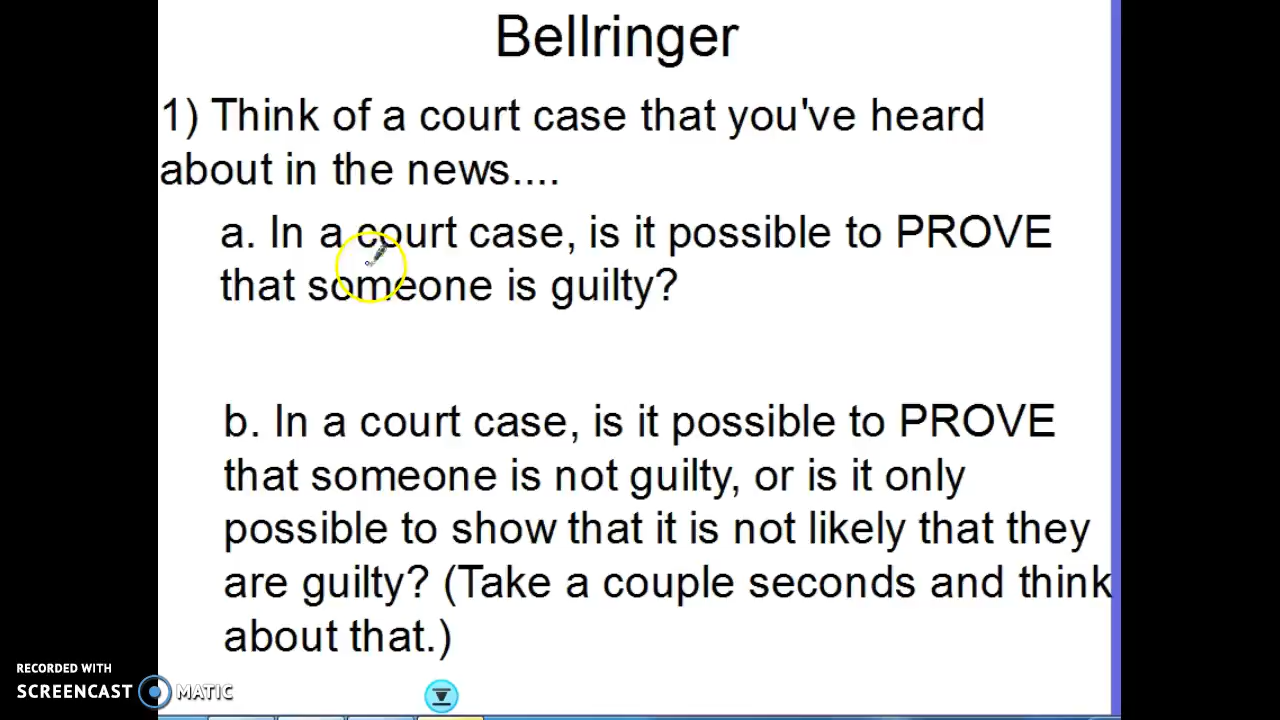 Bellringer
1) Think of a court case that you've heard
about in the news....
a. In a court case, is it possible to PROVE
that someone is guilty?
b. In a court case, is it possible to PROVE
that someone is not guilty, or is it only
possible to show that it is not likely that they
are guilty? (Take a couple seconds and think
about that.)
RECORDED WITH
SCREENCAST MATIC